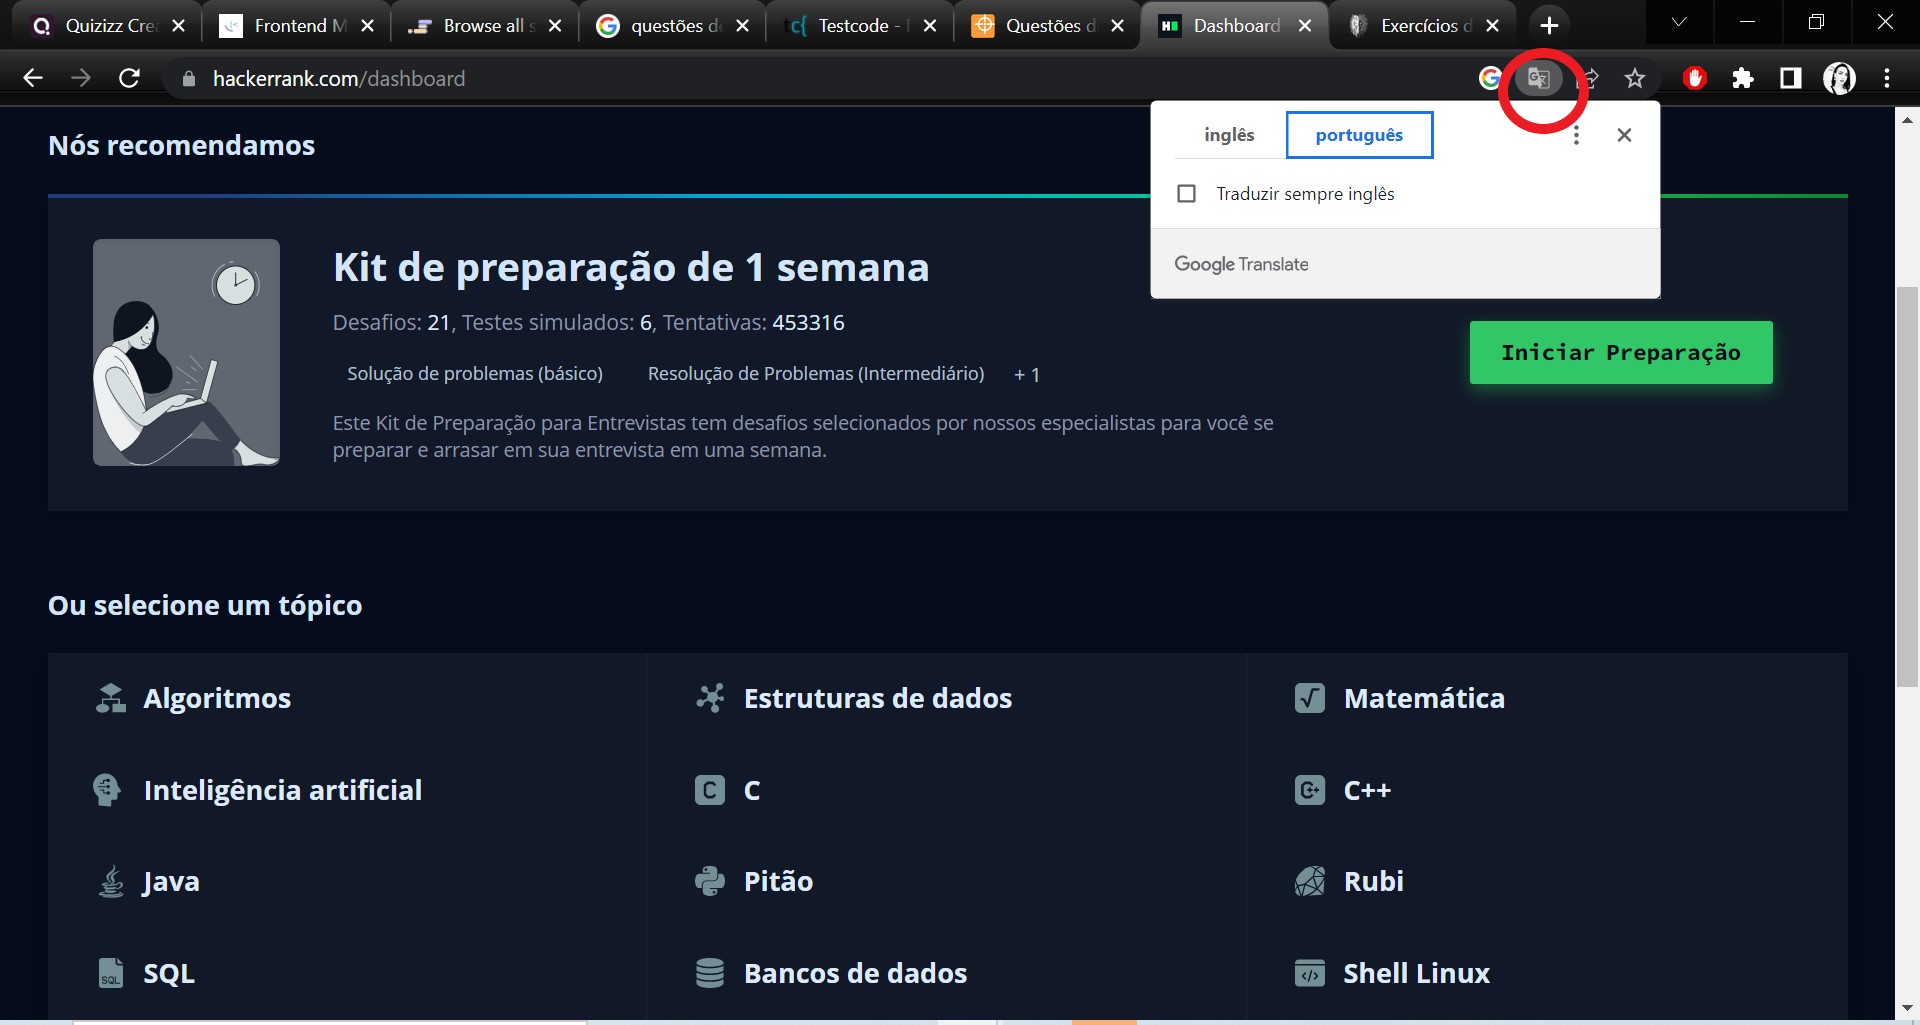 Quizizz Cre
Frontend M
Browse all s
questões de
Testcode -
Questões d
Dashboard
Exercícios d
hackerrank.com/dashboard
inglês
português
Traduzir sempre inglês
Google Translate
Nós recomendamos
Kit de preparação de 1 semana
Desafios: 21, Testes simulados: 6, Tentativas: 453316
Solução de problemas (básico) Resolução de Problemas (Intermediário) + 1
Este Kit de Preparação para Entrevistas tem desafios selecionados por nossos especialistas para você se
preparar e arrasar em sua entrevista em uma semana.
Iniciar Preparação
Ou selecione um tópico
Algoritmos
Estruturas de dados
Matemática
Inteligência artificial
C
C++
Java
Pitão
Rubi
SQL
Bancos de dados
Shell Linux